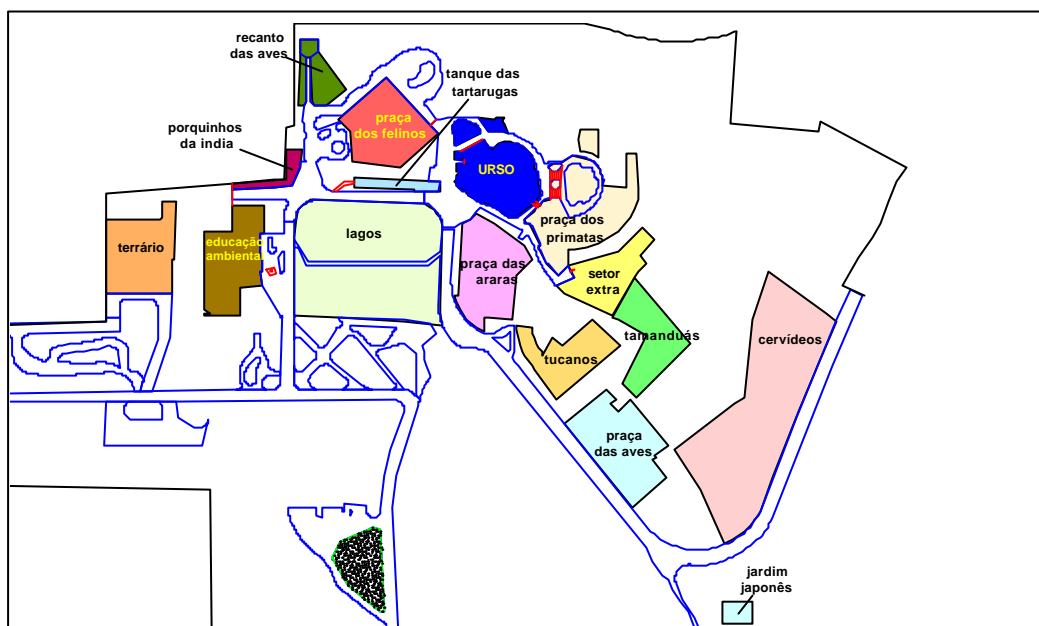 recanto
das aves
tanque das
tartarugas
praça
dos felinos
porquinhos
da india
URSO
praça dos
primatas
terrário
educação
ambiental
lagos
praça das
araras
setor
extra
tamanduás
tucanos
cervídeos
praça
das aves
jardim
japonês